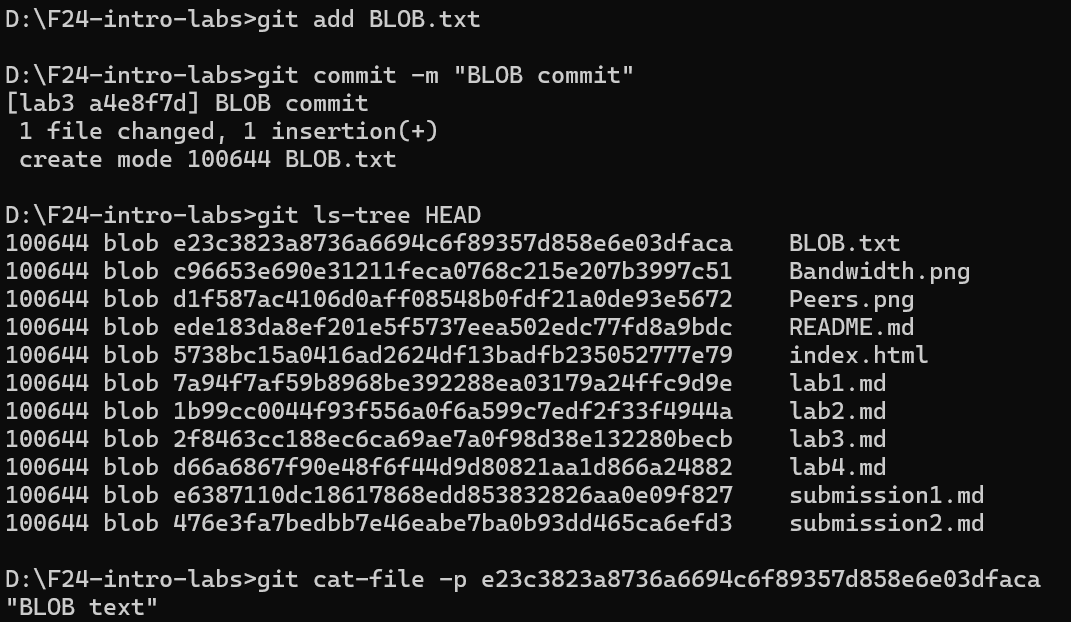 D:\F24-intro-labs>git add BLOB.txt
D:\F24-intro-labs>git commit -m "BLOB commit"
[lab3 a4e8f7d] BLOB commit
 1 file changed, 1 insertion(+)
 create mode 100644 BLOB.txt
D:\F24-intro-labs>git ls-tree HEAD
100644 blob e23c3823a8736a6694c6f89357d858e6e03dfaca    BLOB.txt
100644 blob c96653e690e31211feca0768c215e207b3997c51    Bandwidth.png
100644 blob d1f587ac4106d0aff08548b0fdf21a0de93e5672    Peers.png
100644 blob ede183da8ef201e5f5737eea502edc77fd8a9bdc    README.md
100644 blob 5738bc15a0416ad2624df13badfb235052777e79    index.html
100644 blob 7a94f7af59b8968be392288ea03179a24ffc9d9e    lab1.md
100644 blob 1b99cc0044f93f556a0f6a599c7edf2f33f4944a    lab2.md
100644 blob 2f8463cc188ec6ca69ae7a0f98d38e132280becb    lab3.md
100644 blob d66a6867f90e48f6f44d9d80821aa1d866a24882    lab4.md
100644 blob e6387110dc18617868edd853832826aa0e09f827    submission1.md
100644 blob 476e3fa7bedbb7e46eabe7ba0b93dd465ca6efd3    submission2.md
D:\F24-intro-labs>git cat-file -p e23c3823a8736a6694c6f89357d858e6e03dfaca
"BLOB text"